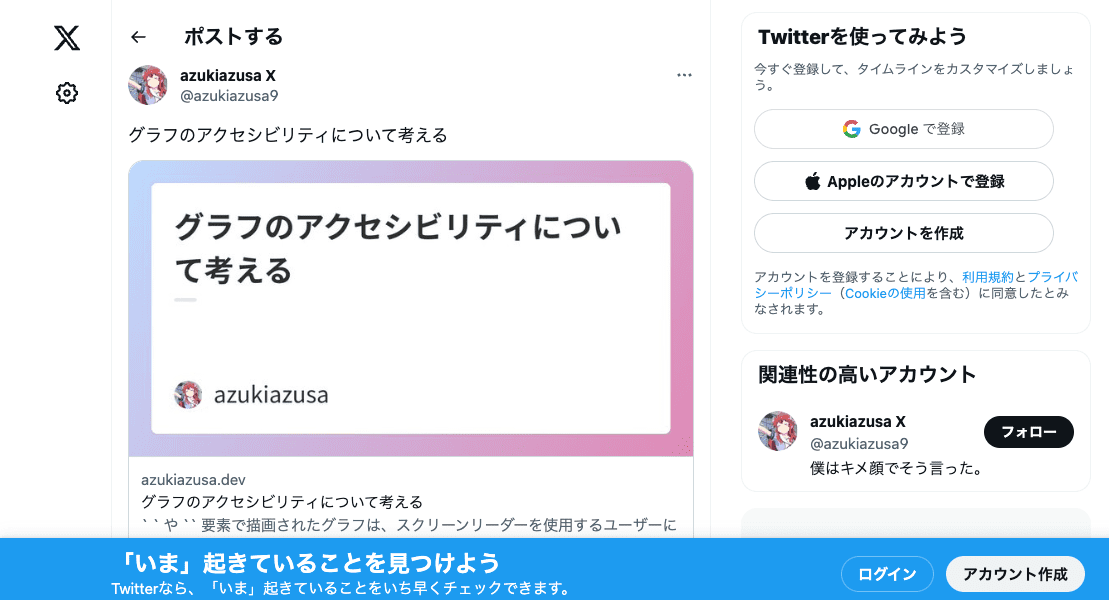 ポストする
azukiazusa X
@azukiazusa9
グラフのアクセシビリティについて考える
グラフのアクセシビリティについ
て考える
azukiazusa
azukiazusa.dev
グラフのアクセシビリティについて考える
` ` や `` 要素で描画されたグラフは、スクリーンリーダーを使用するユーザーに
Twitterを使ってみよう
今すぐ登録して、タイムラインをカスタマイズしましょ
う。
Google で登録
Appleのアカウントで登録
アカウントを作成
アカウントを登録することにより、利用規約とプライバ
シーポリシー（Cookieの使用を含む）に同意したとみ
なされます。
関連性の高いアカウント
azukiazusa X
@azukiazusa9
フォロー
僕はキメ顔でそう言った。
「いま」起きていることを見つけよう
Twitterなら、「いま」起きていることをいち早くチェックできます。
ログイン
アカウント作成